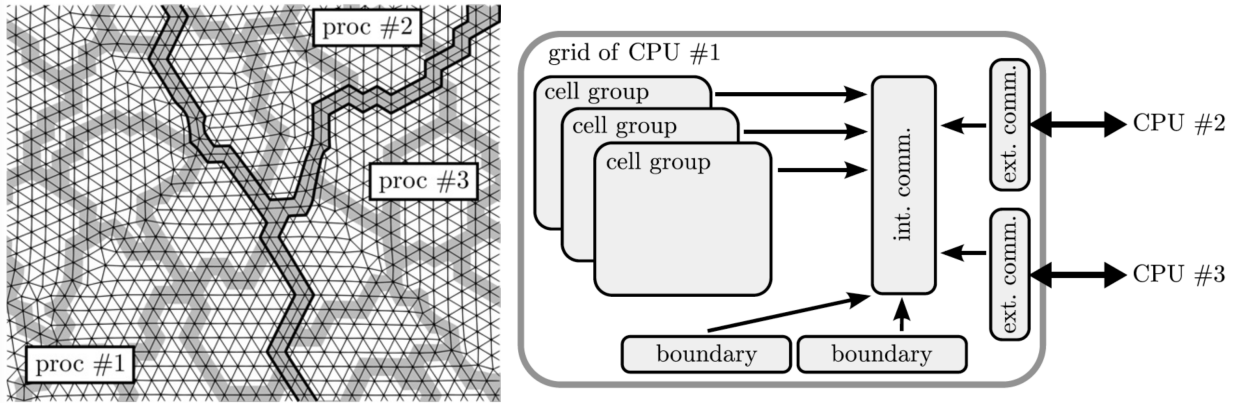 proc #2
proc #3
proc #1
grid of CPU #1
cell group
cell group
cell group
int. comm.
ext. comm.
CPU #2
ext. comm.
CPU #3
boundary
boundary